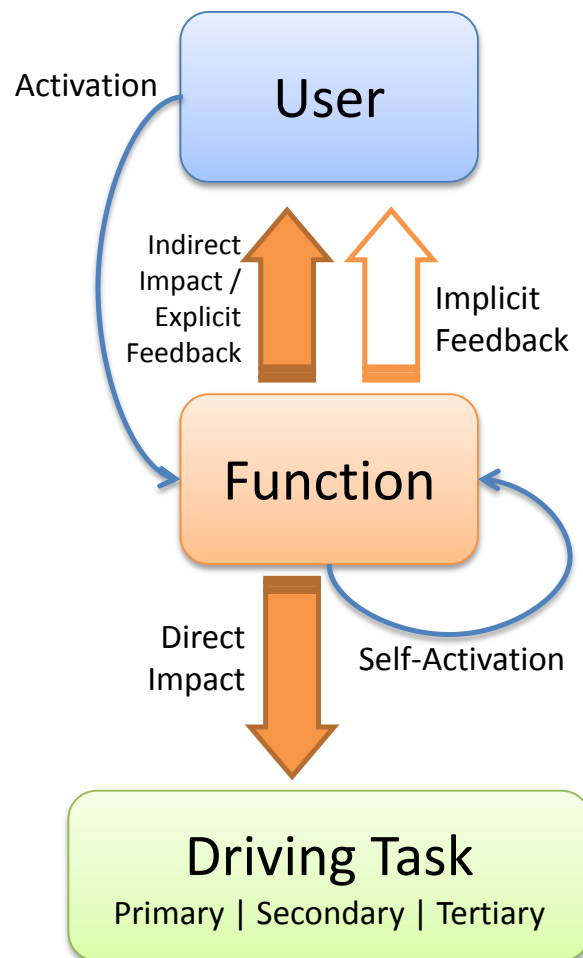 User
Activation
Indirect
Impact /
Explicit
Feedback
Implicit
Feedback
Function
Direct
Impact
Self-Activation
Driving Task
Primary | Secondary | Tertiary